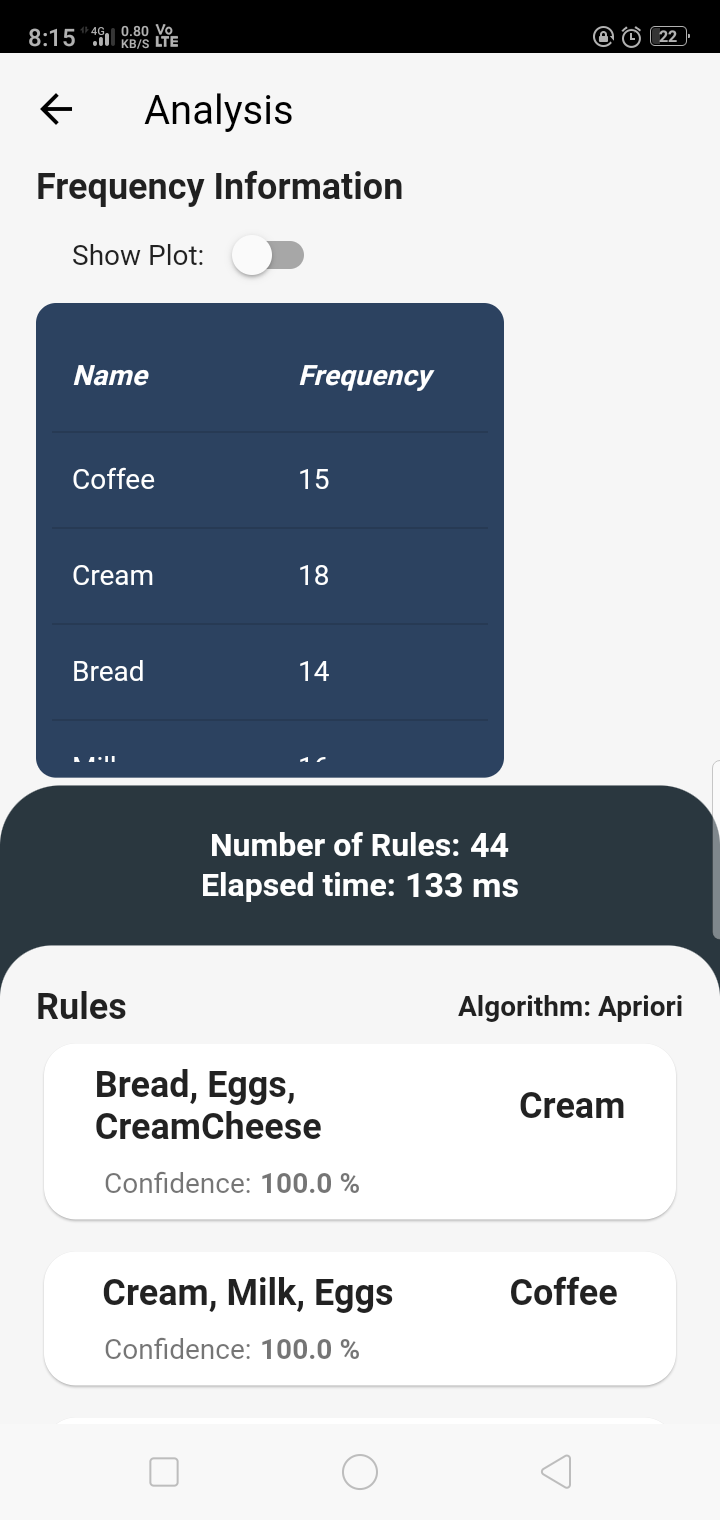 8:15 4G 0.80 KB/S Vo LTE 22
Analysis
Frequency Information
Show Plot:
Name Frequency
Coffee 15
Cream 18
Bread 14
Number of Rules: 44
Elapsed time: 133 ms
Rules Algorithm: Apriori
Bread, Eggs,
CreamCheese
Cream
Confidence: 100.0 %
Cream, Milk, Eggs Coffee
Confidence: 100.0 %